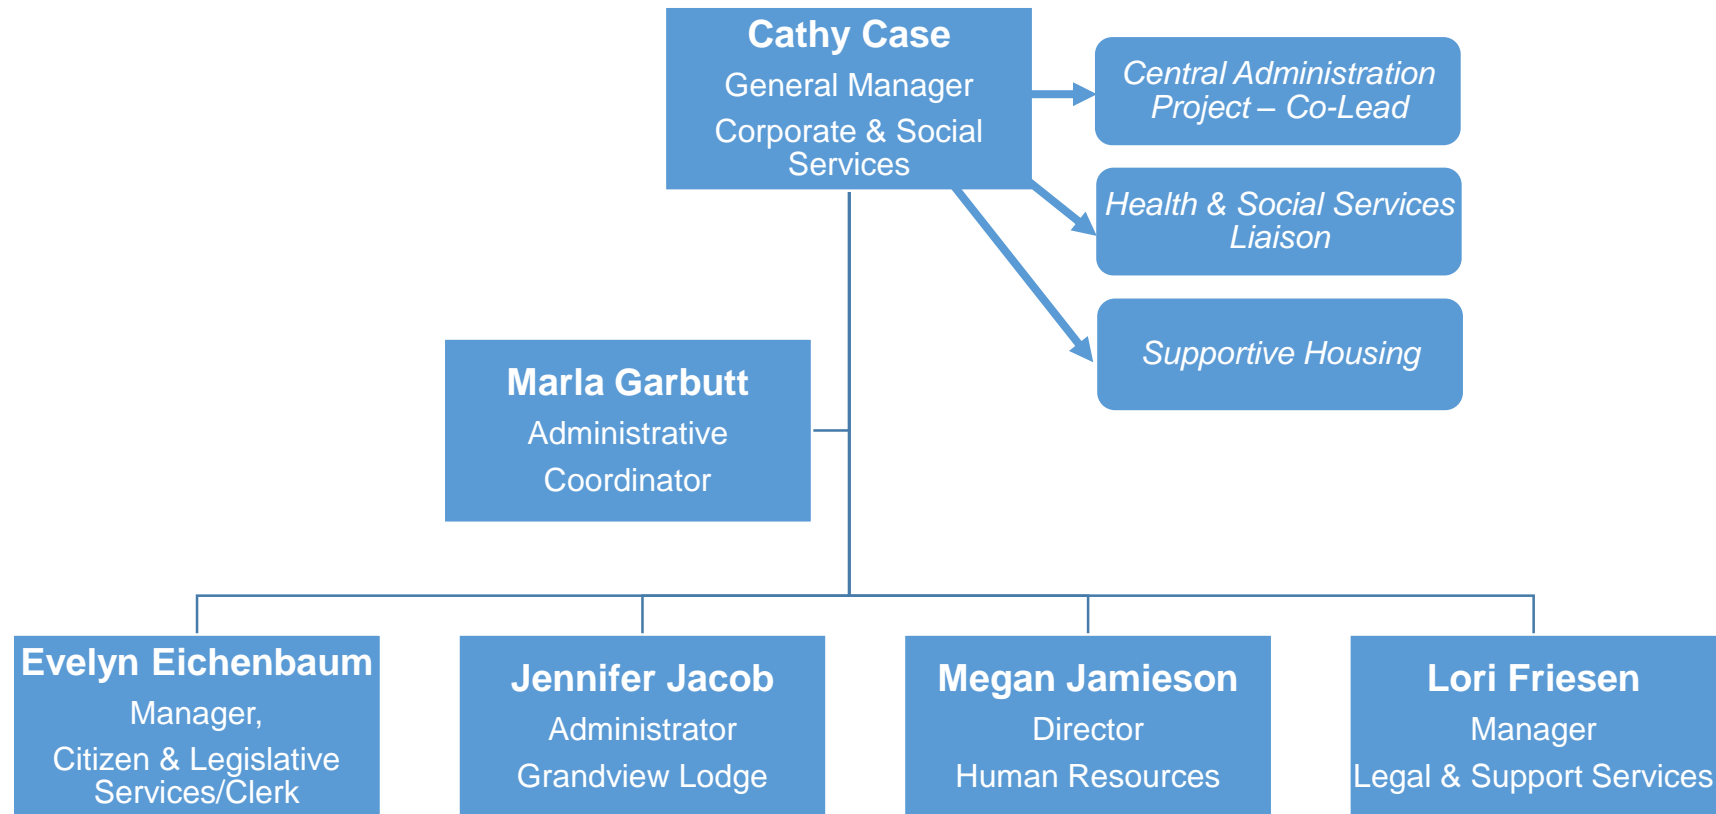 Cathy Case
General Manager
Corporate & Social
Services
Central Administration
Project – Co-Lead
Health & Social Services
Liaison
Supportive Housing
Marla Garbutt
Administrative
Coordinator
Evelyn Eichenbaum
Manager,
Citizen & Legislative
Services/Clerk
Jennifer Jacob
Administrator
Grandview Lodge
Megan Jamieson
Director
Human Resources
Lori Friesen
Manager
Legal & Support Services